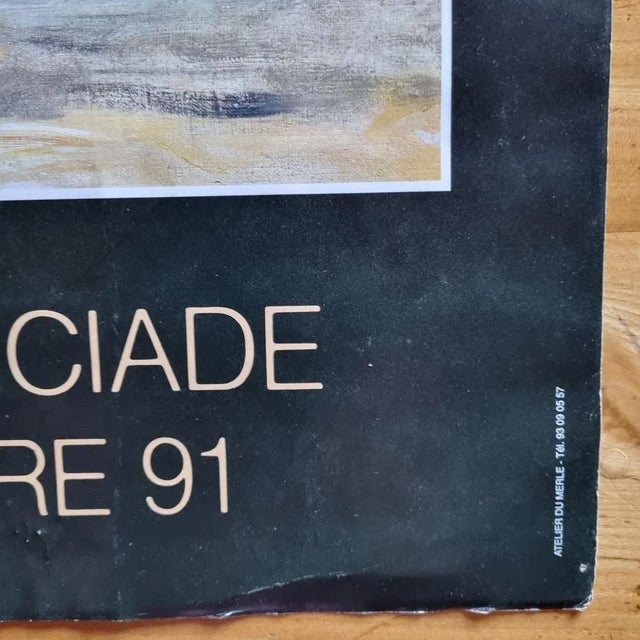 CIADE
RE 91
ATELIER DU MERLE - Tél. 93 09 05 57